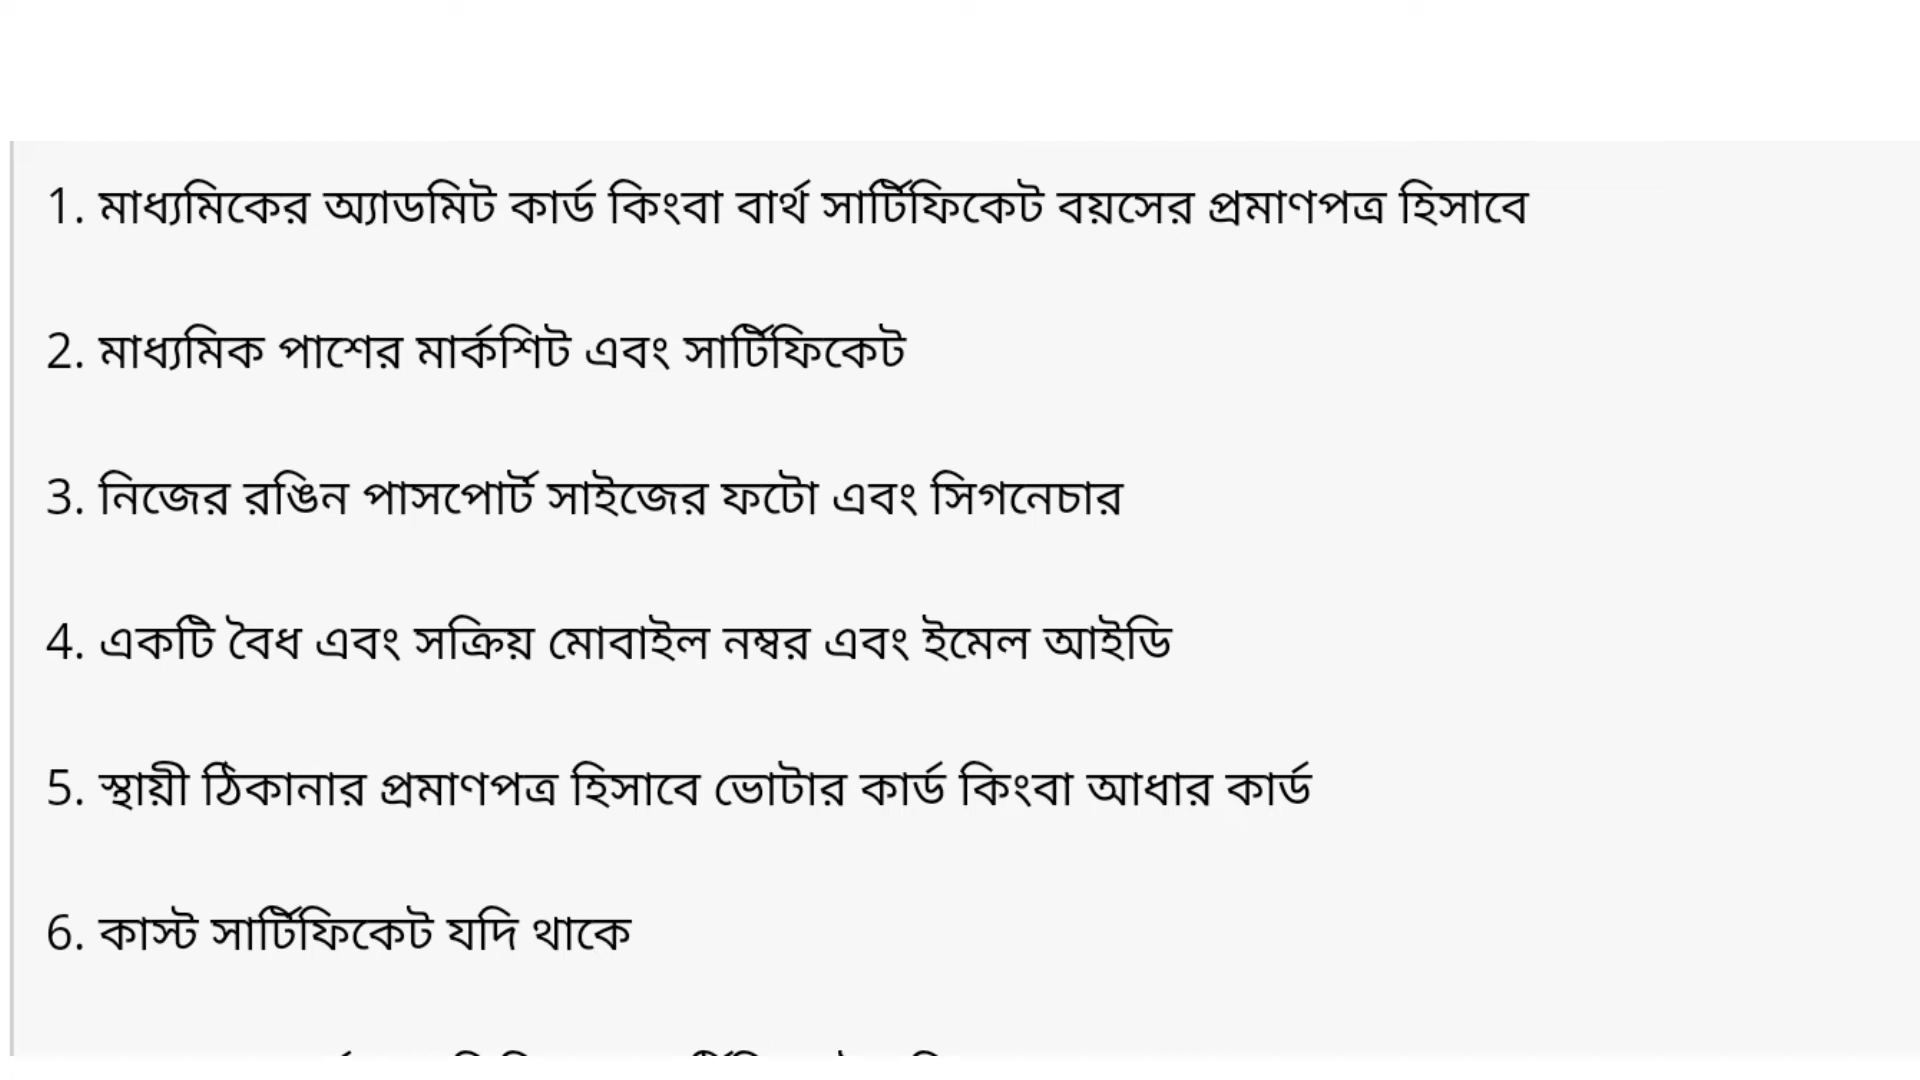 1. মাধ্যমিকের অ্যাডমিট কার্ড কিংবা বার্থ সার্টিফিকেট বয়সের প্রমাণপত্র হিসাবে
2. মাধ্যমিক পাশের মার্কশিট এবং সার্টিফিকেট
3. নিজের রঙিন পাসপোর্ট সাইজের ফটো এবং সিগনেচার
4. একটি বৈধ এবং সক্রিয় মোবাইল নম্বর এবং ইমেল আইডি
5. স্থায়ী ঠিকানার প্রমাণপত্র হিসাবে ভোটার কার্ড কিংবা আধার কার্ড
6. কাস্ট সার্টিফিকেট যদি থাকে